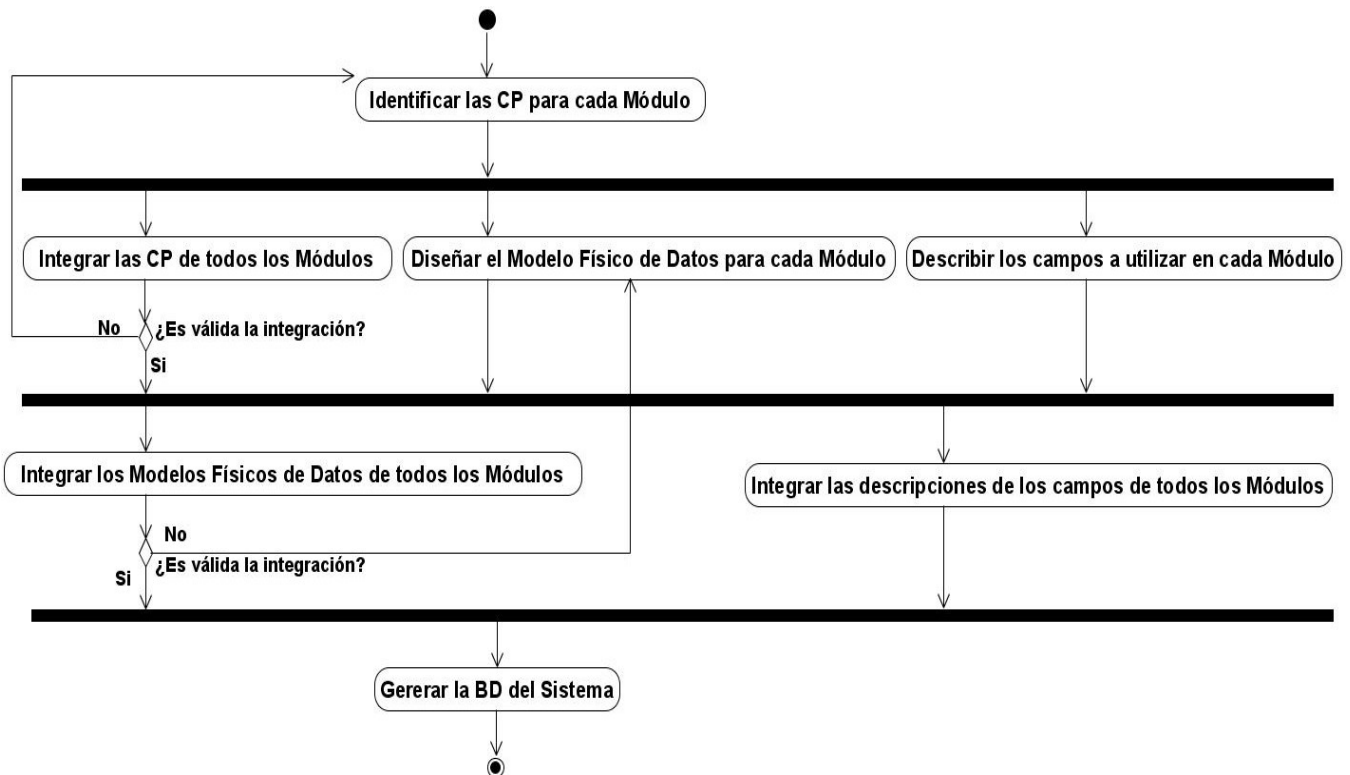 Identificar las CP para cada Módulo
Integrar las CP de todos los Módulos
Diseñar el Modelo Físico de Datos para cada Módulo
Describir los campos a utilizar en cada Módulo
No
¿Es válida la integración?
Si
Integrar los Modelos Físicos de Datos de todos los Módulos
Integrar las descripciones de los campos de todos los Módulos
No
¿Es válida la integración?
Si
Gererar la BD del Sistema